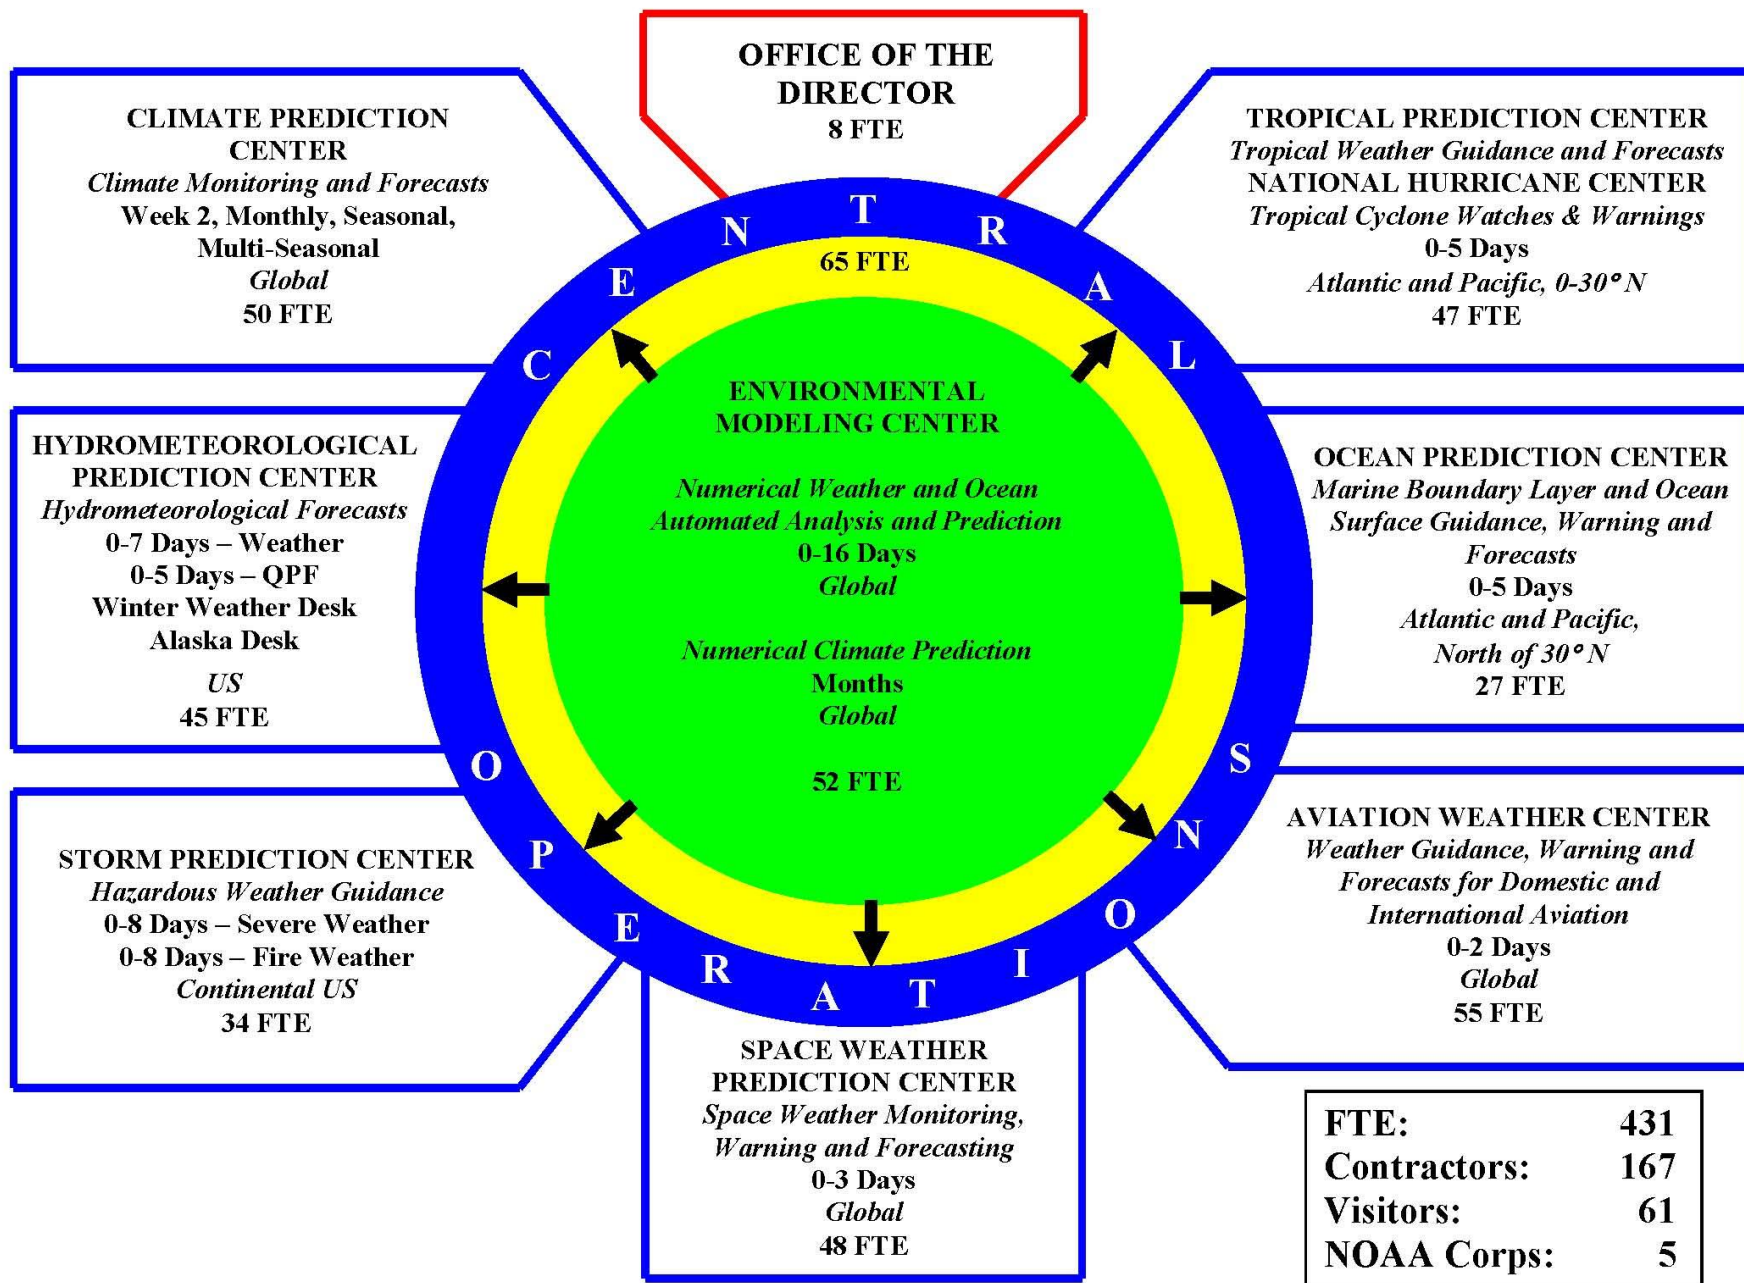 OFFICE OF THE
DIRECTOR
8 FTE
CLIMATE PREDICTION
CENTER
Climate Monitoring and Forecasts
Week 2, Monthly, Seasonal,
Multi-Seasonal
Global
50 FTE
TROPICAL PREDICTION CENTER
Tropical Weather Guidance and Forecasts
NATIONAL HURRICANE CENTER
Tropical Cyclone Watches & Warnings
0-5 Days
Atlantic and Pacific, 0-30° N
47 FTE
CENTRAL
65 FTE
ENVIRONMENTAL
MODELING CENTER
Numerical Weather and Ocean
Automated Analysis and Prediction
0-16 Days
Global
Numerical Climate Prediction
Months
Global
52 FTE
OPERATIONS
HYDROMETEOROLOGICAL
PREDICTION CENTER
Hydrometeorological Forecasts
0-7 Days – Weather
0-5 Days – QPF
Winter Weather Desk
Alaska Desk
US
45 FTE
OCEAN PREDICTION CENTER
Marine Boundary Layer and Ocean
Surface Guidance, Warning and
Forecasts
0-5 Days
Atlantic and Pacific,
North of 30° N
27 FTE
STORM PREDICTION CENTER
Hazardous Weather Guidance
0-8 Days – Severe Weather
0-8 Days – Fire Weather
Continental US
34 FTE
AVIATION WEATHER CENTER
Weather Guidance, Warning and
Forecasts for Domestic and
International Aviation
0-2 Days
Global
55 FTE
SPACE WEATHER
PREDICTION CENTER
Space Weather Monitoring,
Warning and Forecasting
0-3 Days
Global
48 FTE
FTE: 431
Contractors: 167
Visitors: 61
NOAA Corps: 5